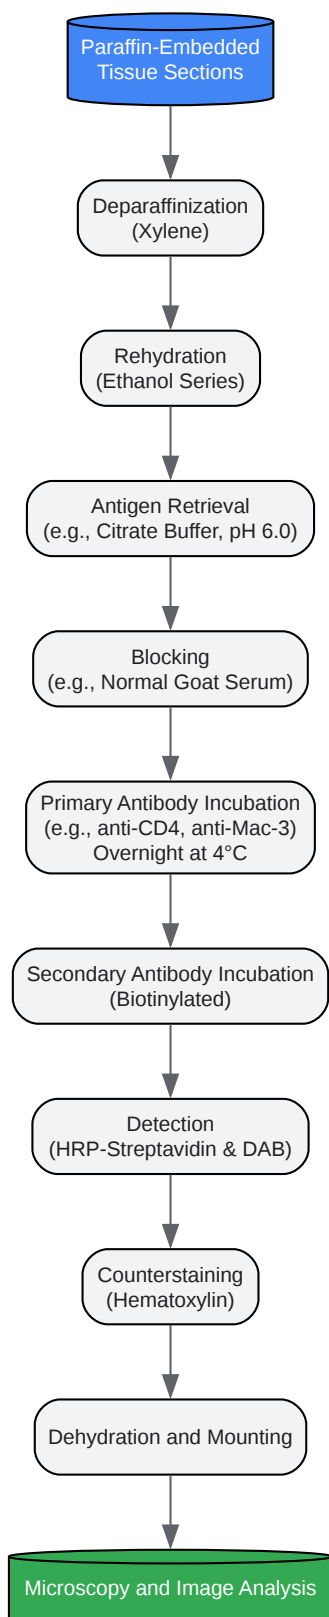 Paraffin-Embedded
Tissue Sections
Deparaffinization
(Xylene)
Rehydration
(Ethanol Series)
Antigen Retrieval
(e.g., Citrate Buffer, pH 6.0)
Blocking
(e.g., Normal Goat Serum)
Primary Antibody Incubation
(e.g., anti-CD4, anti-Mac-3)
Overnight at 4°C
Secondary Antibody Incubation
(Biotinylated)
Detection
(HRP-Streptavidin & DAB)
Counterstaining
(Hematoxylin)
Dehydration and Mounting
Microscopy and Image Analysis